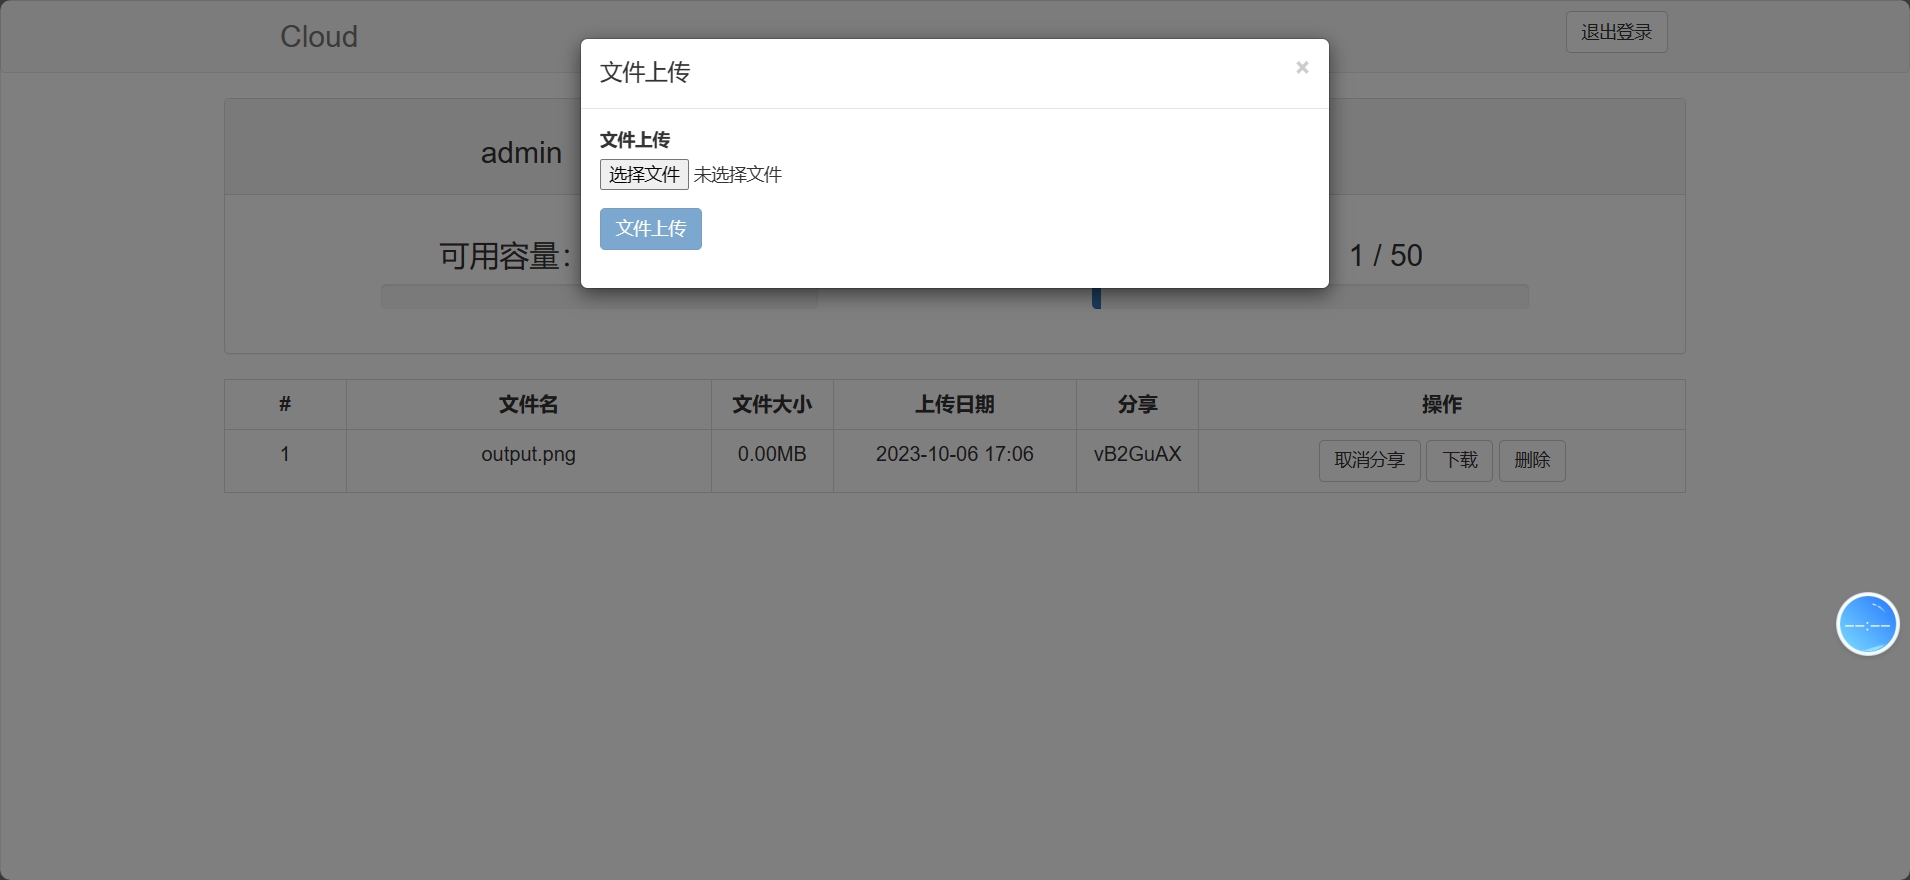 Cloud
退出登录
文件上传
×
文件上传
选择文件 未选择文件
文件上传
admin
可用容量：
1 / 50
# 文件名 文件大小 上传日期 分享 操作
1 output.png 0.00MB 2023-10-06 17:06 vB2GuAX 取消分享 下载 删除
--:--